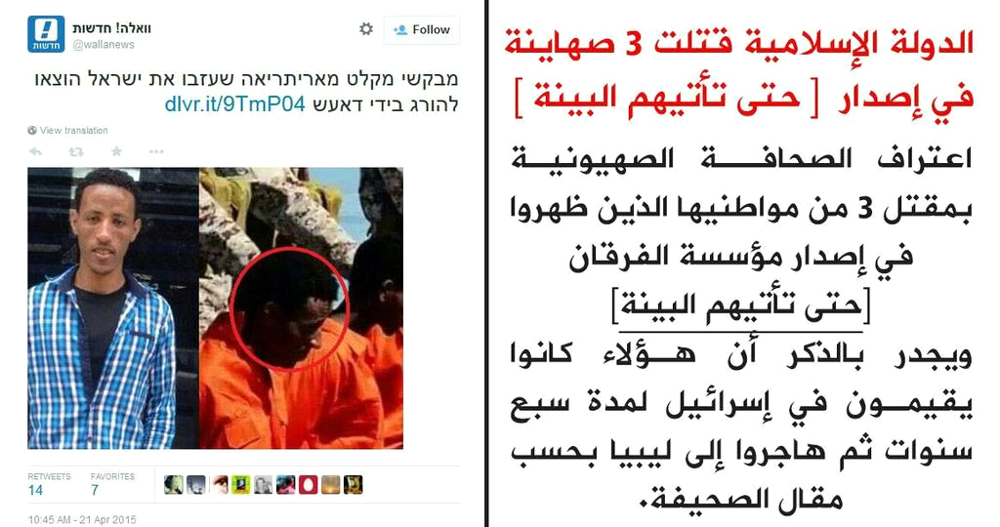 וואלה! חדשות
@wallanews
חדשות
Follow
מבקשי מקלט מאריתריאה שעזבו את ישראל הוצאו
להורג בידי דאעש dlvr.it/9TmP04
View translation
RETWEETS
14
FAVORITES
7
10:45 AM - 21 Apr 2015
الدولة الإسلامية قتلت 3 صهاينة
في إصدار [ حتى تأتيهم البينة ]
اعتراف الصحافة الصهيونية
بمقتل 3 من مواطنيها الذين ظهروا
في إصدار مؤسسة الفرقان
[حتى تأتيهم البينة]
ويجدر بالذكر أن هؤلاء كانوا
يقيمون في إسرائيل لمدة سبع
سنوات ثم هاجروا إلى ليبيا بحسب
مقال الصحيفة.